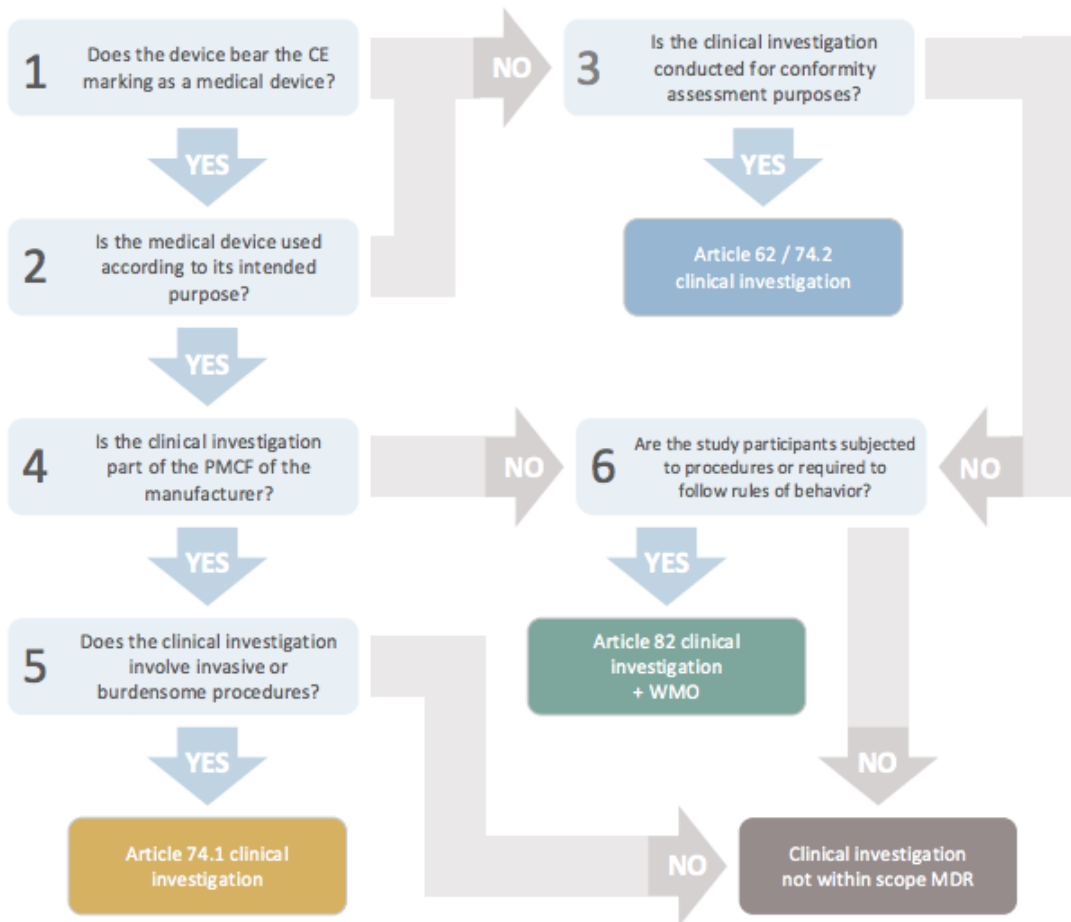 1
Does the device bear the CE
marking as a medical device?
NO
3
Is the clinical investigation
conducted for conformity
assessment purposes?
YES
YES
2
Is the medical device used
according to its intended
purpose?
Article 62 / 74.2
clinical investigation
YES
4
Is the clinical investigation
part of the PMCF of the
manufacturer?
NO
6
Are the study participants subjected
to procedures or required to
follow rules of behavior?
NO
YES
YES
5
Does the clinical investigation
involve invasive or
burdensome procedures?
Article 82 clinical
investigation
+ WMO
YES
NO
Article 74.1 clinical
investigation
NO
Clinical investigation
not within scope MDR